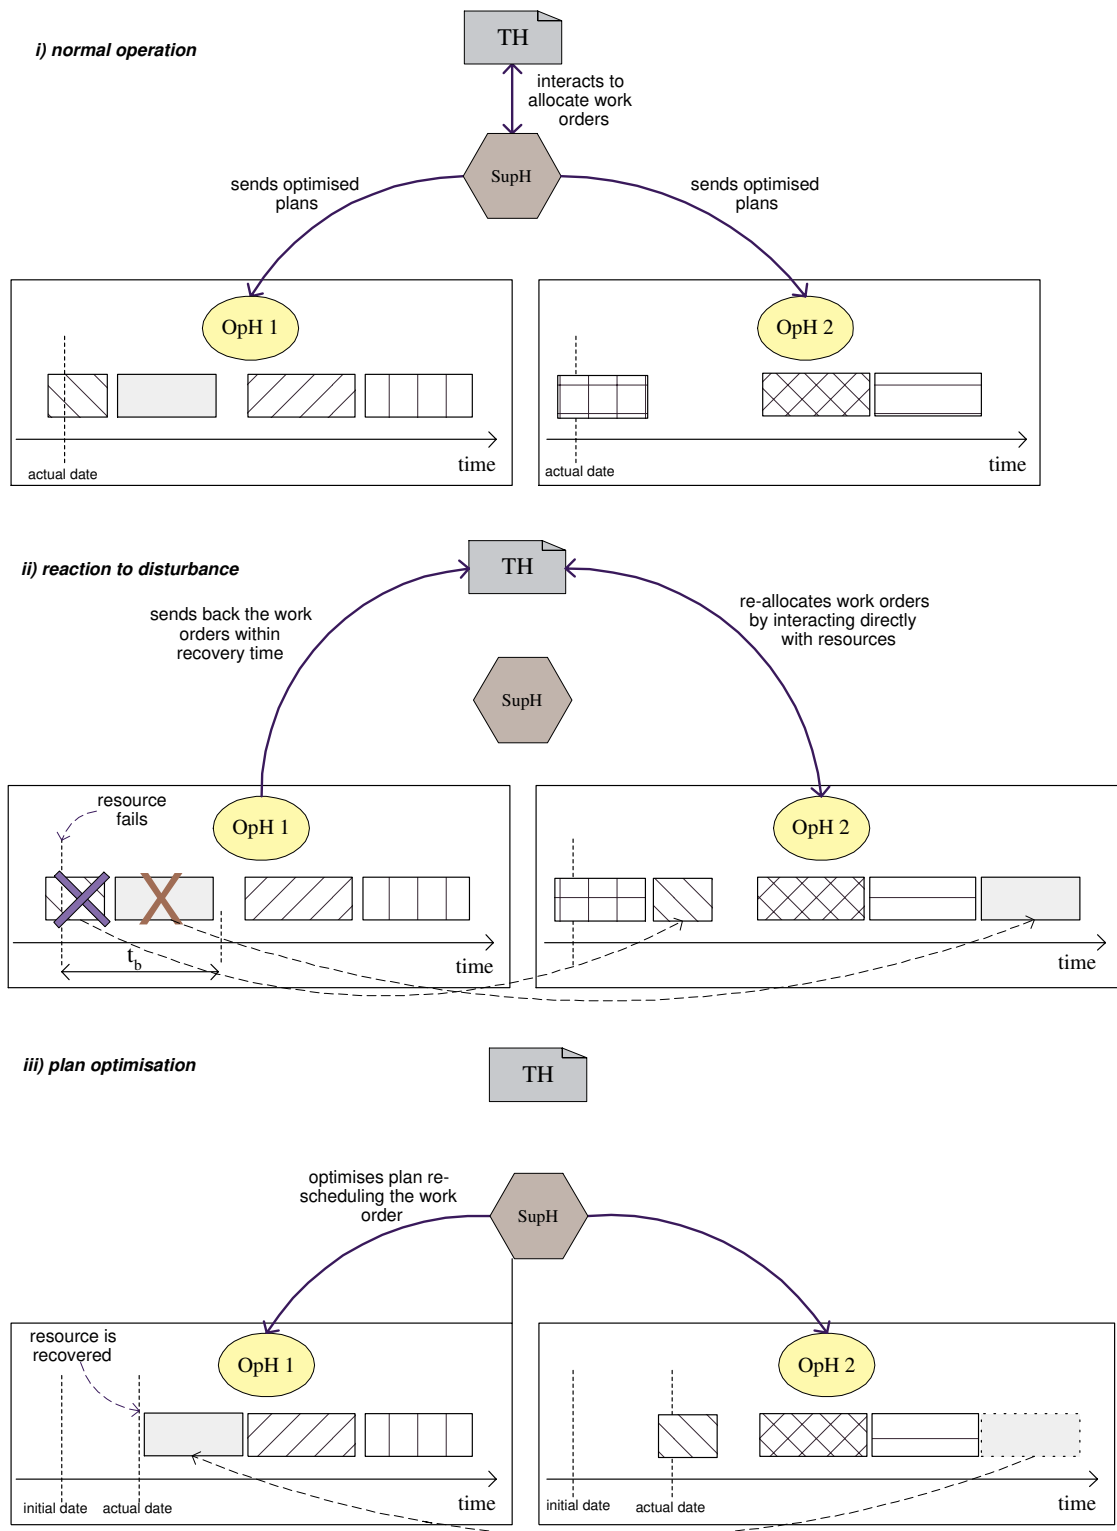 i) normal operation
TH
interacts to
allocate work
orders
SupH
sends optimised
plans
sends optimised
plans
OpH 1
OpH 2
time
actual date
time
actual date
ii) reaction to disturbance
TH
sends back the work
orders within
recovery time
re-allocates work orders
by interacting directly
with resources
SupH
resource
fails
OpH 1
OpH 2
X
t_b
time
time
iii) plan optimisation
TH
optimises plan re-
scheduling the work
order
SupH
resource is
recovered
OpH 1
OpH 2
initial date
actual date
time
initial date
actual date
time